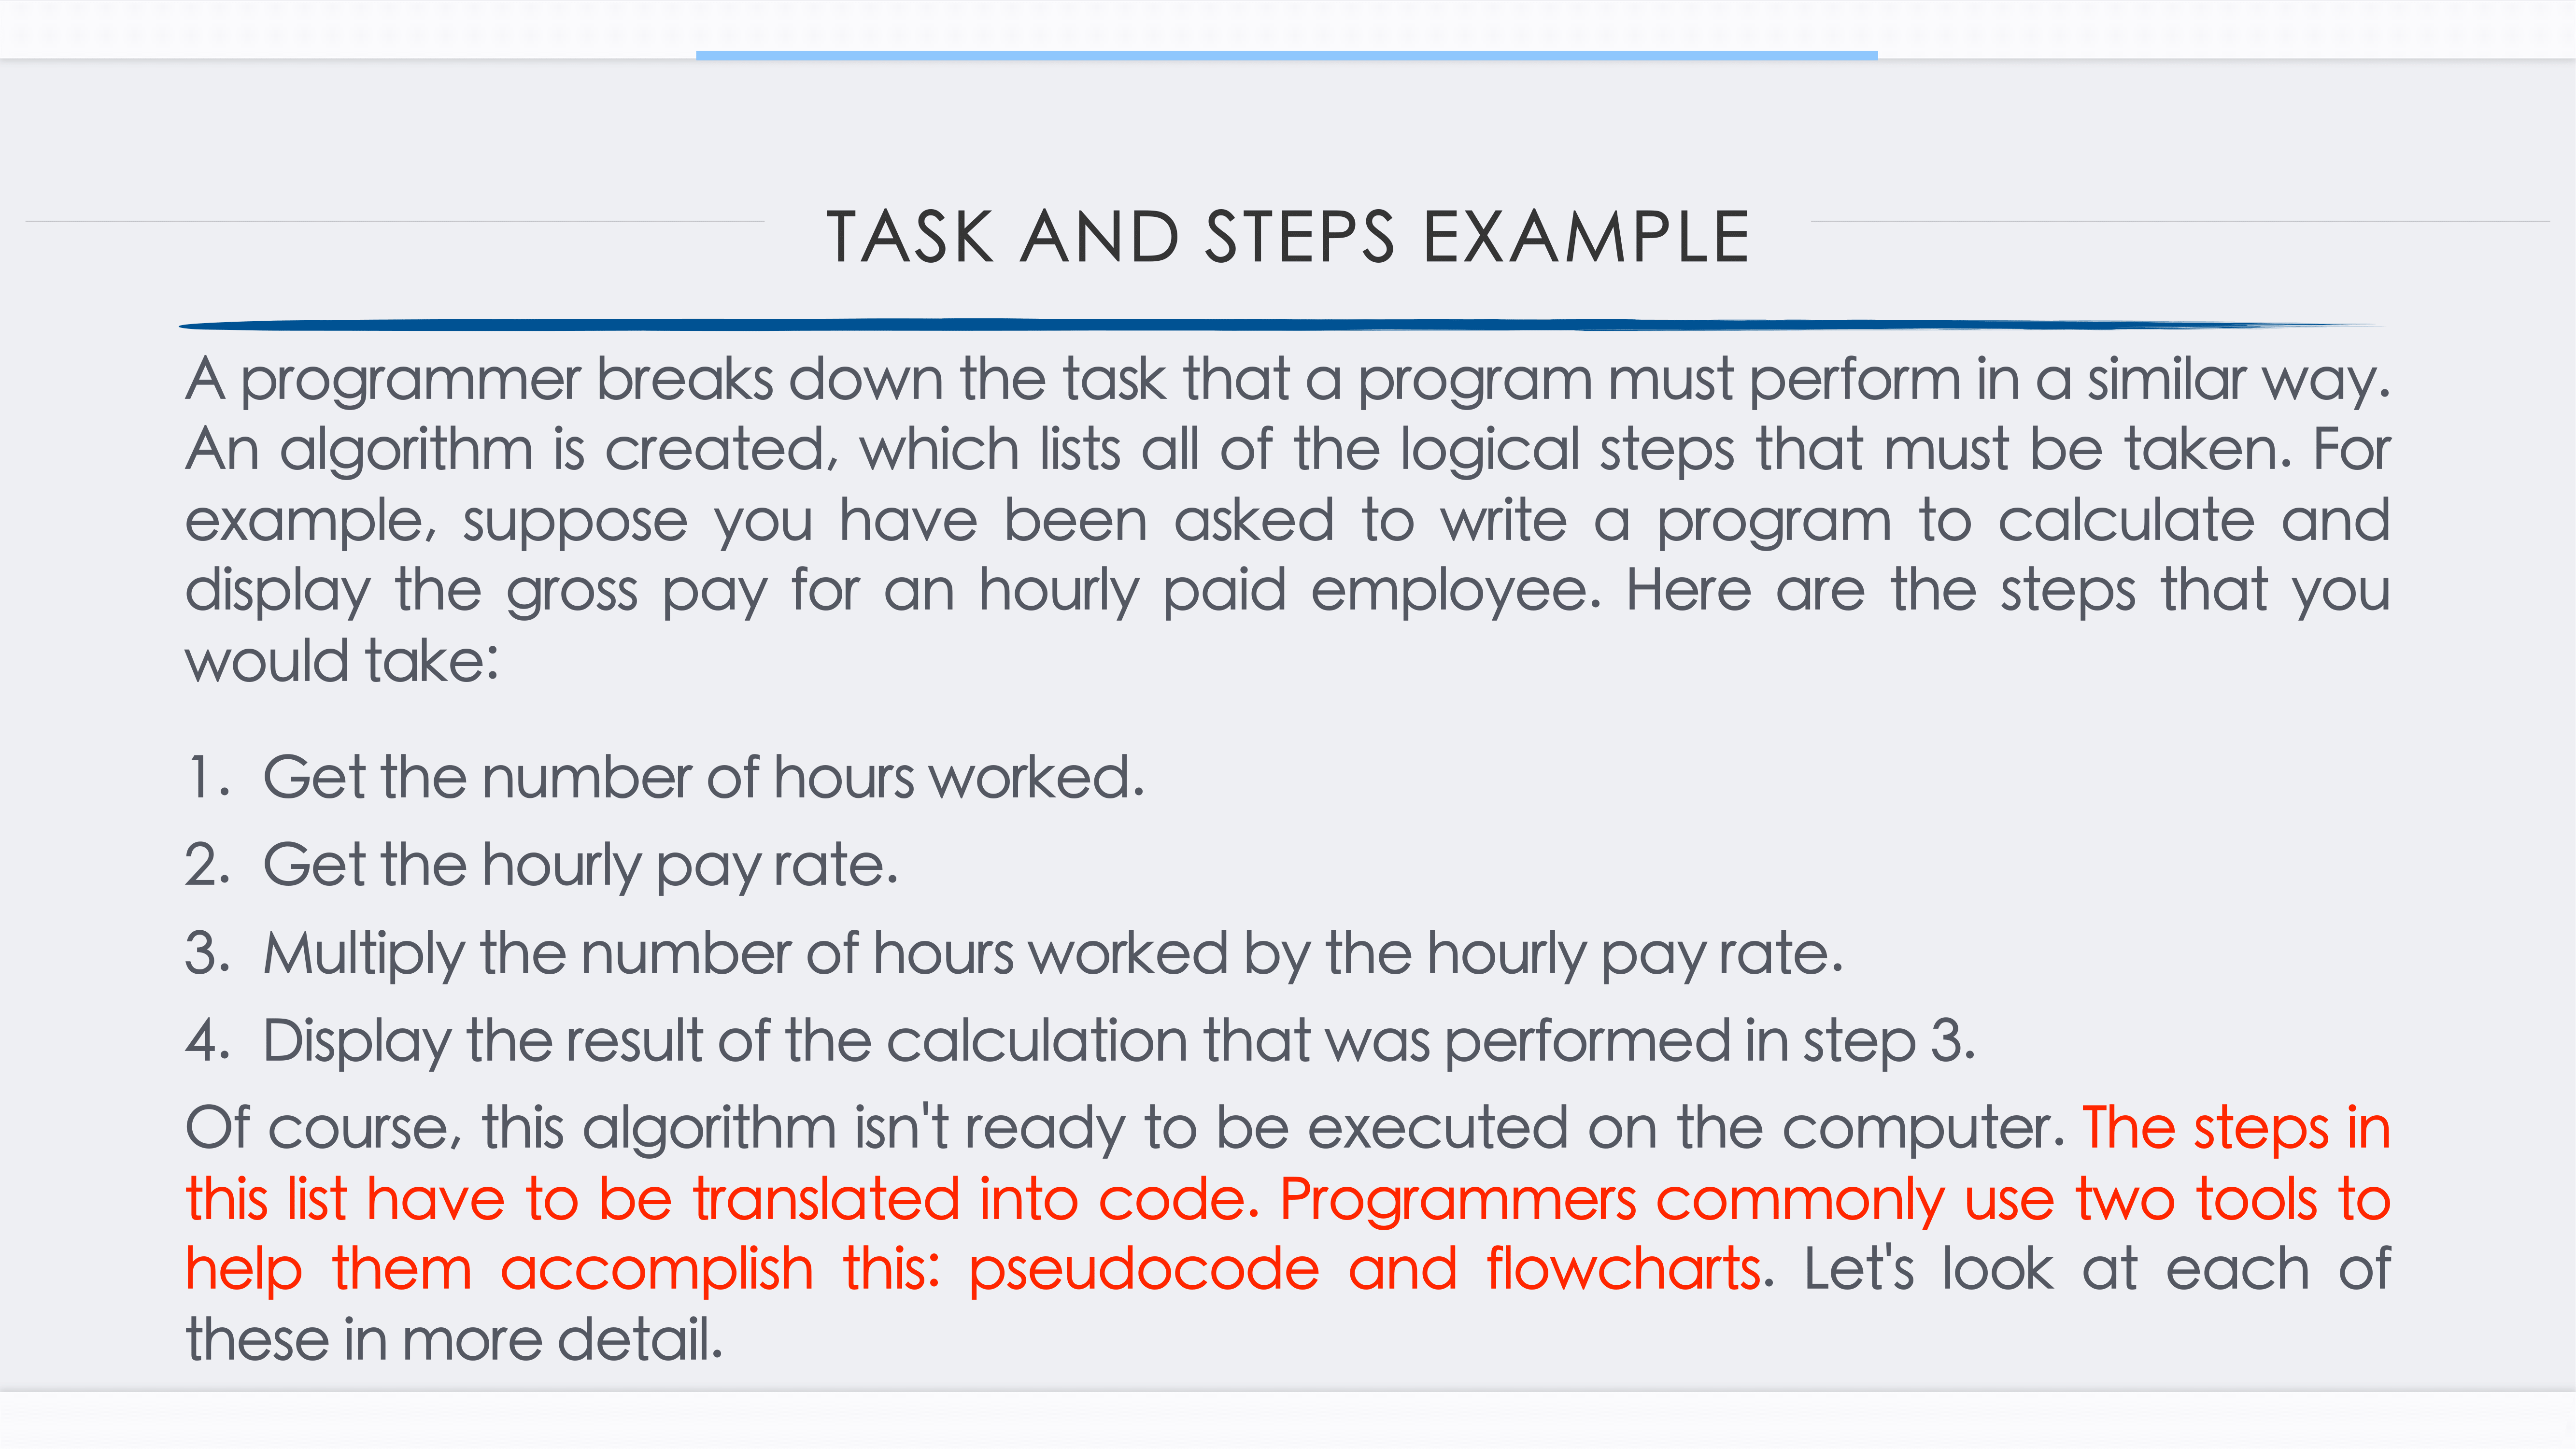 TASK AND STEPS EXAMPLE
A programmer breaks down the task that a program must perform in a similar way.
An algorithm is created, which lists all of the logical steps that must be taken. For
example, suppose you have been asked to write a program to calculate and
display the gross pay for an hourly paid employee. Here are the steps that you
would take:
1. Get the number of hours worked.
2. Get the hourly pay rate.
3. Multiply the number of hours worked by the hourly pay rate.
4. Display the result of the calculation that was performed in step 3.
Of course, this algorithm isn't ready to be executed on the computer. The steps in
this list have to be translated into code. Programmers commonly use two tools to
help them accomplish this: pseudocode and flowcharts. Let's look at each of
these in more detail.